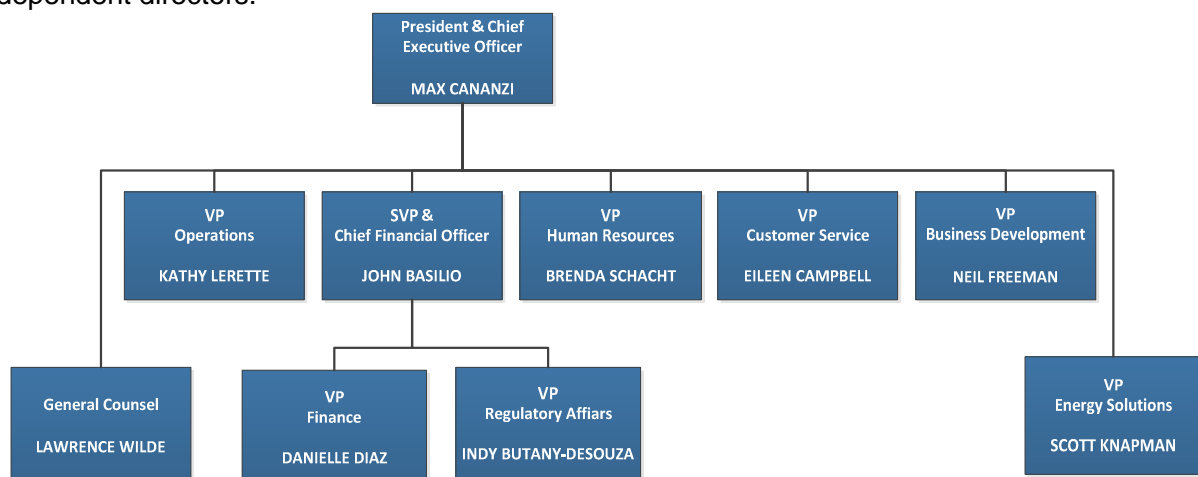 dependent directors.
President & Chief
Executive Officer
MAX CANANZI
VP
Operations
KATHY LERETTE
SVP &
Chief Financial Officer
JOHN BASILIO
VP
Human Resources
BRENDA SCHACHT
VP
Customer Service
EILEEN CAMPBELL
VP
Business Development
NEIL FREEMAN
General Counsel
LAWRENCE WILDE
VP
Finance
DANIELLE DIAZ
VP
Regulatory Affiars
INDY BUTANY-DESOUZA
VP
Energy Solutions
SCOTT KNAPMAN